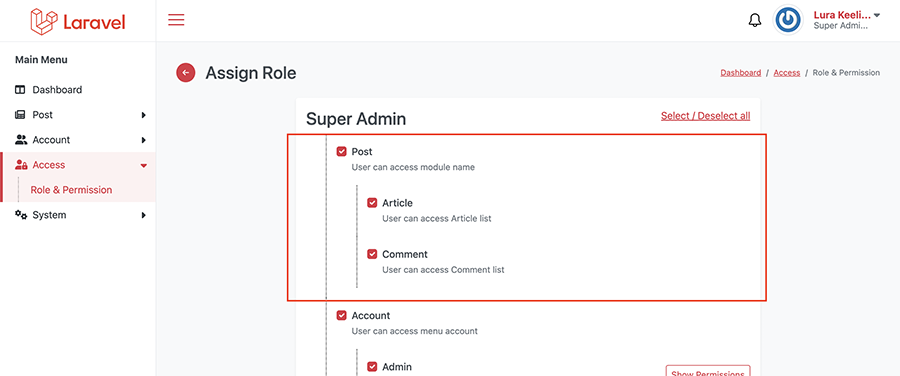 Laravel
Lura Keeli...
Super Admi...
Main Menu
Dashboard
Post
Account
Access
Role & Permission
System
Assign Role
Dashboard / Access / Role & Permission
Super Admin
Select / Deselect all
Post
User can access module name
Article
User can access Article list
Comment
User can access Comment list
Account
User can access menu account
Admin
Show Permissions